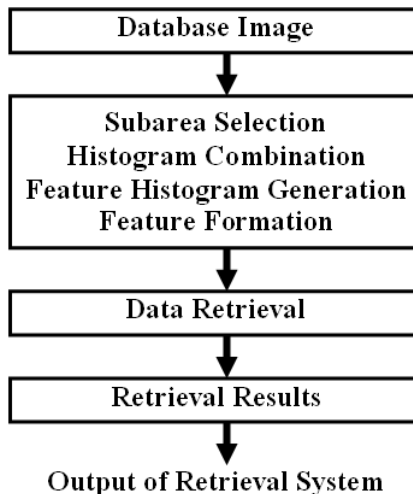 Database Image
Subarea Selection
Histogram Combination
Feature Histogram Generation
Feature Formation
Data Retrieval
Retrieval Results
Output of Retrieval System